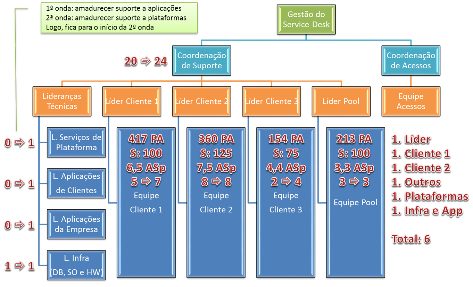 1ª onda: amadurecer suporte a aplicações
2ª onda: amadurecer suporte a plataformas
Logo, fica para o início da 2ª onda
Gestão do Service Desk
20 ⇨ 24
Coordenação de Suporte
Coordenação de Acessos
Lideranças Técnicas
Líder Cliente 1
Líder Cliente 2
Líder Cliente 3
Líder Pool
Equipe Acessos
0 ⇨ 1
L. Serviços de Plataforma
0 ⇨ 1
L. Aplicações de Clientes
0 ⇨ 1
L. Aplicações da Empresa
1 ⇨ 1
L. Infra (DB, SO e HW)
417 PA
S: 100
6,5 ASp
5 ⇨ 7
Equipe Cliente 1
360 PA
S: 125
7,5 ASp
8 ⇨ 8
Equipe Cliente 2
154 PA
S: 75
4,4 ASp
2 ⇨ 4
Equipe Cliente 3
213 PA
S: 100
3,3 ASp
3 ⇨ 3
Equipe Pool
1. Líder
1. Cliente 1
1. Cliente 2
1. Outros
1. Plataformas
1. Infra e App
Total: 6